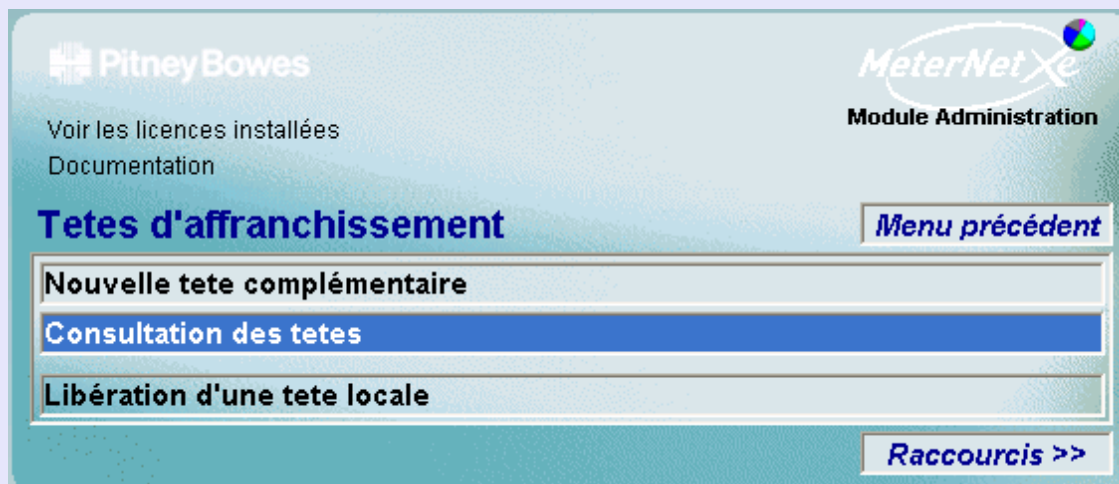 Pitney Bowes
MeterNet Xe
Module Administration
Voir les licences installées
Documentation
Tetes d'affranchissement
Menu précédent
Nouvelle tete complémentaire
Consultation des tetes
Libération d'une tete locale
Raccourcis >>